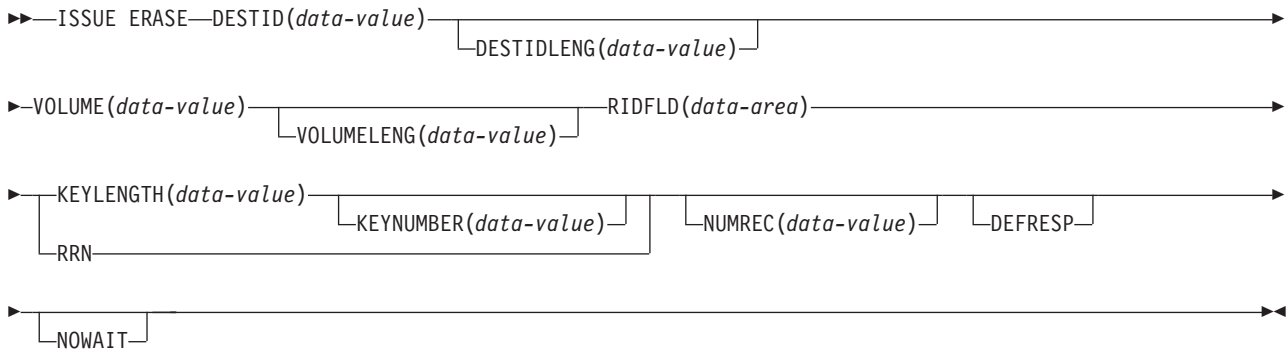 ISSUE ERASE DESTID(data-value)
DESTIDLENG(data-value)
VOLUME(data-value) RIDFLD(data-area)
VOLUMELENG(data-value)
KEYLENGTH(data-value)
KEYNUMBER(data-value) NUMREC(data-value) DEFRESP
RRN
NOWAIT